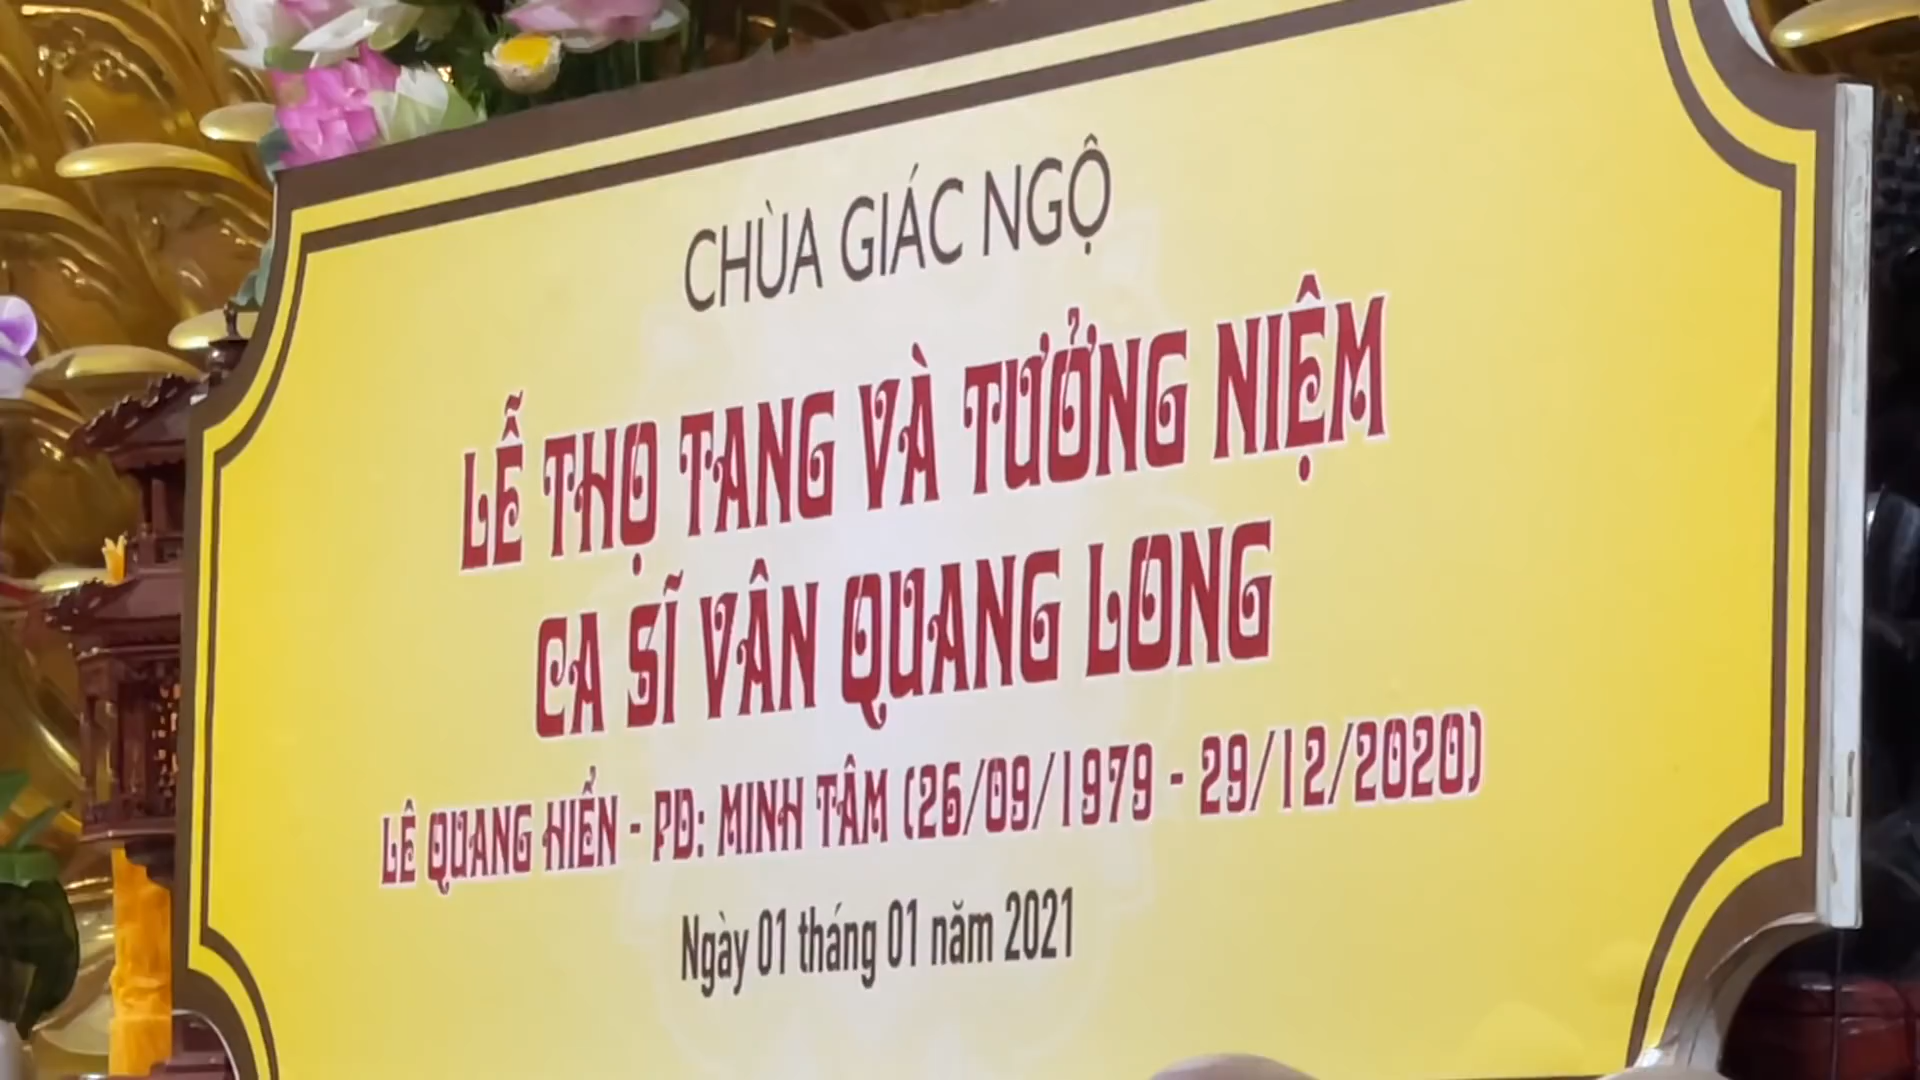 CHÙA GIÁC NGỘ
LỄ THỌ TANG VÀ TƯỞNG NIỆM
CA SĨ VÂN QUANG LONG
LÊ QUANG HIỂN - PD: MINH TÂM (26/09/1979 - 29/12/2020)
Ngày 01 tháng 01 năm 2021